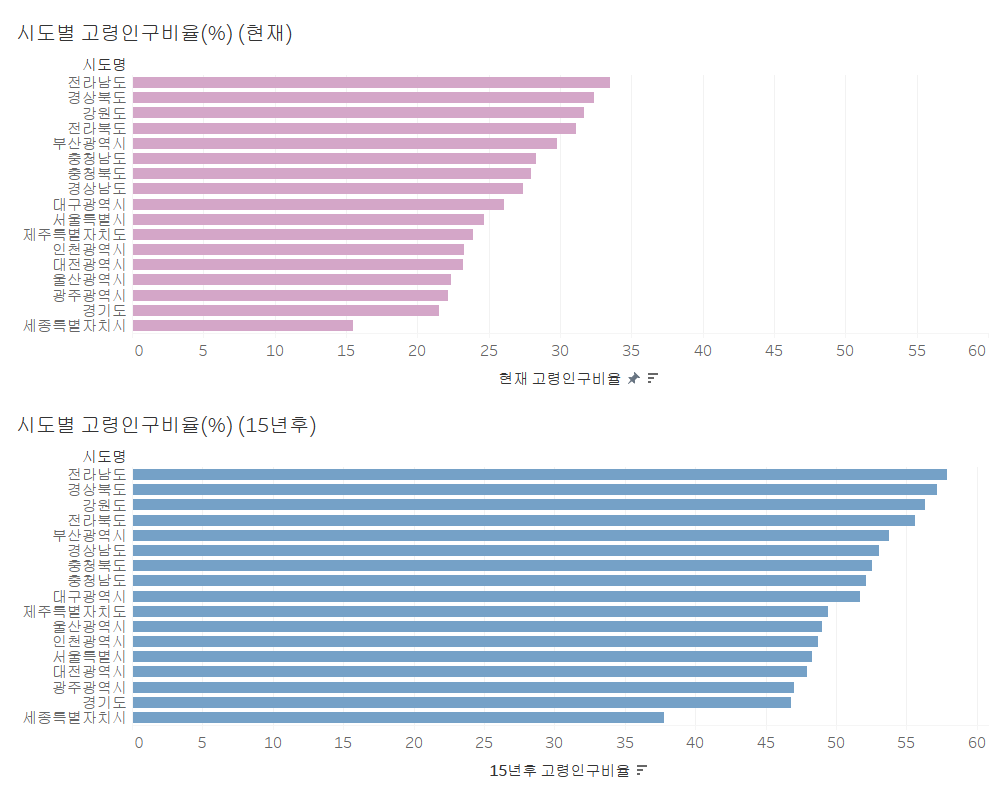 시도별 고령인구비율(%) (현재)
시도명
전라남도
경상북도
강원도
전라북도
부산광역시
충청남도
충청북도
경상남도
대구광역시
서울특별시
제주특별자치도
인천광역시
대전광역시
울산광역시
광주광역시
경기도
세종특별자치시
0 5 10 15 20 25 30 35 40 45 50 55 60
현재 고령인구비율
시도별 고령인구비율(%) (15년후)
시도명
전라남도
경상북도
강원도
전라북도
부산광역시
경상남도
충청북도
충청남도
대구광역시
제주특별자치도
울산광역시
인천광역시
서울특별시
대전광역시
광주광역시
경기도
세종특별자치시
0 5 10 15 20 25 30 35 40 45 50 55 60
15년후 고령인구비율